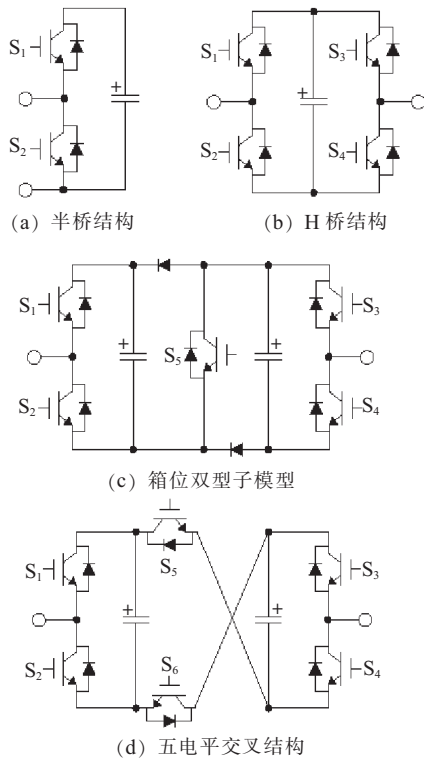 S1
+
S2
(a) 半桥结构
S1
S3
+
S2
S4
(b) H 桥结构
S1
+
S5
+
S3
S2
S4
(c) 箱位双型子模型
S5
S1
+
+
S3
S2
S6
S4
(d) 五电平交叉结构